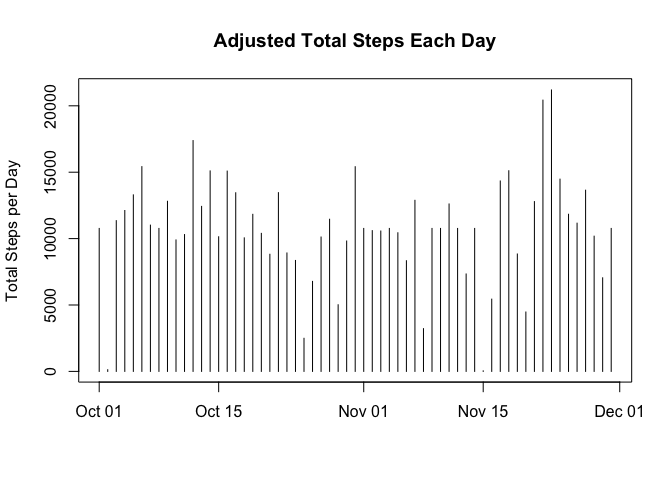 Adjusted Total Steps Each Day
Total Steps per Day
20000
15000
10000
5000
0
Oct 01 Oct 15 Nov 01 Nov 15 Dec 01